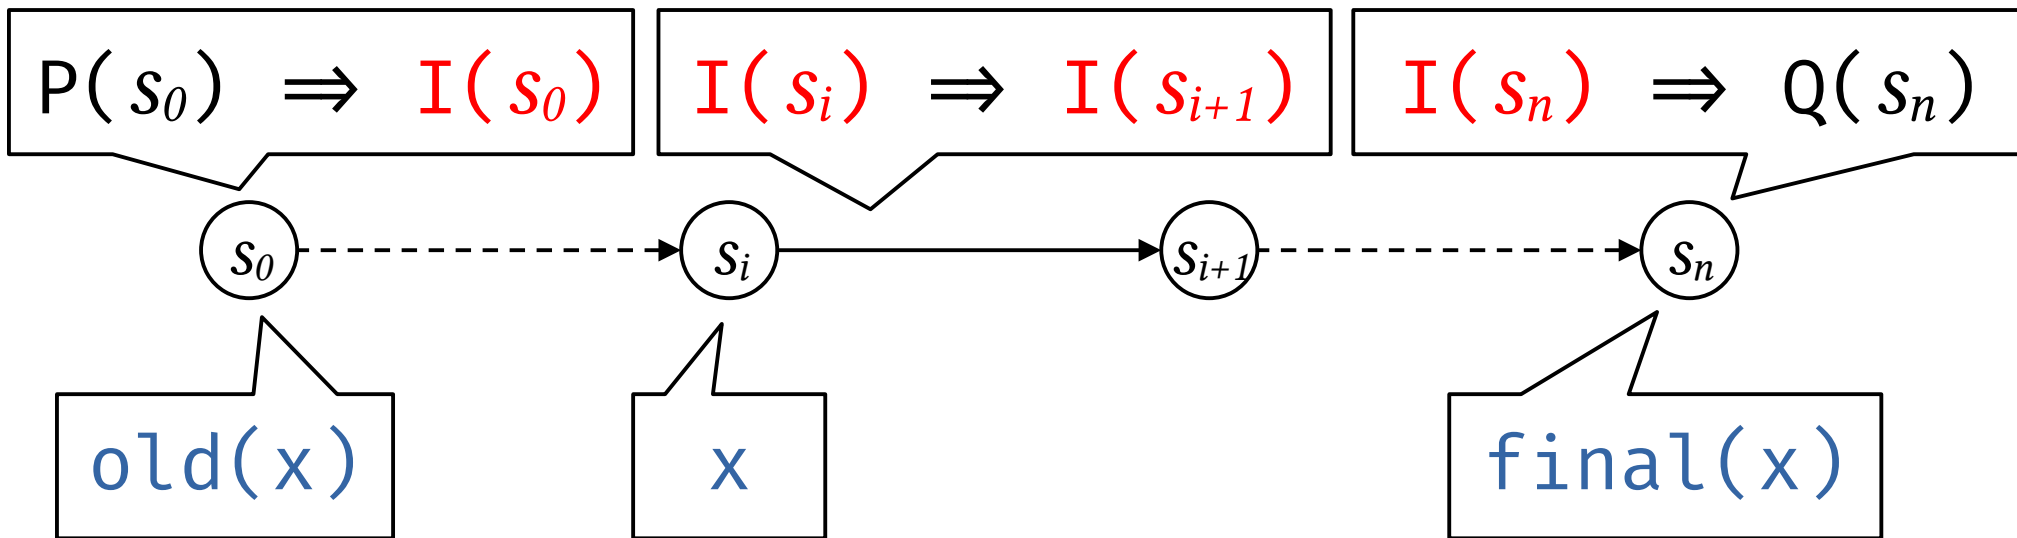 P(s₀) ⇒ I(s₀)
I(sᵢ) ⇒ I(sᵢ₊₁)
I(sₙ) ⇒ Q(sₙ)
s₀
sᵢ
sᵢ₊₁
sₙ
old(x)
x
final(x)